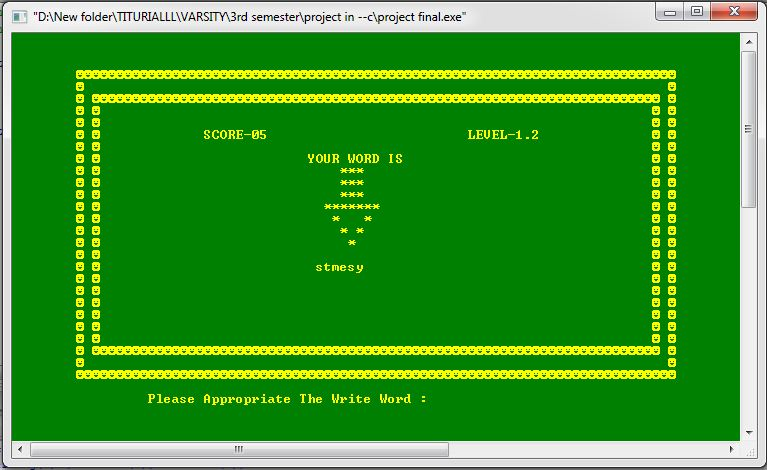 "D:\New folder\TITURIALLL\VARSITY\3rd semester\project in --c\project final.exe"
SCORE-05 LEVEL-1.2
YOUR WORD IS
***
***
***
*******
* *
* *
*
stmesy
Please Appropriate The Write Word :